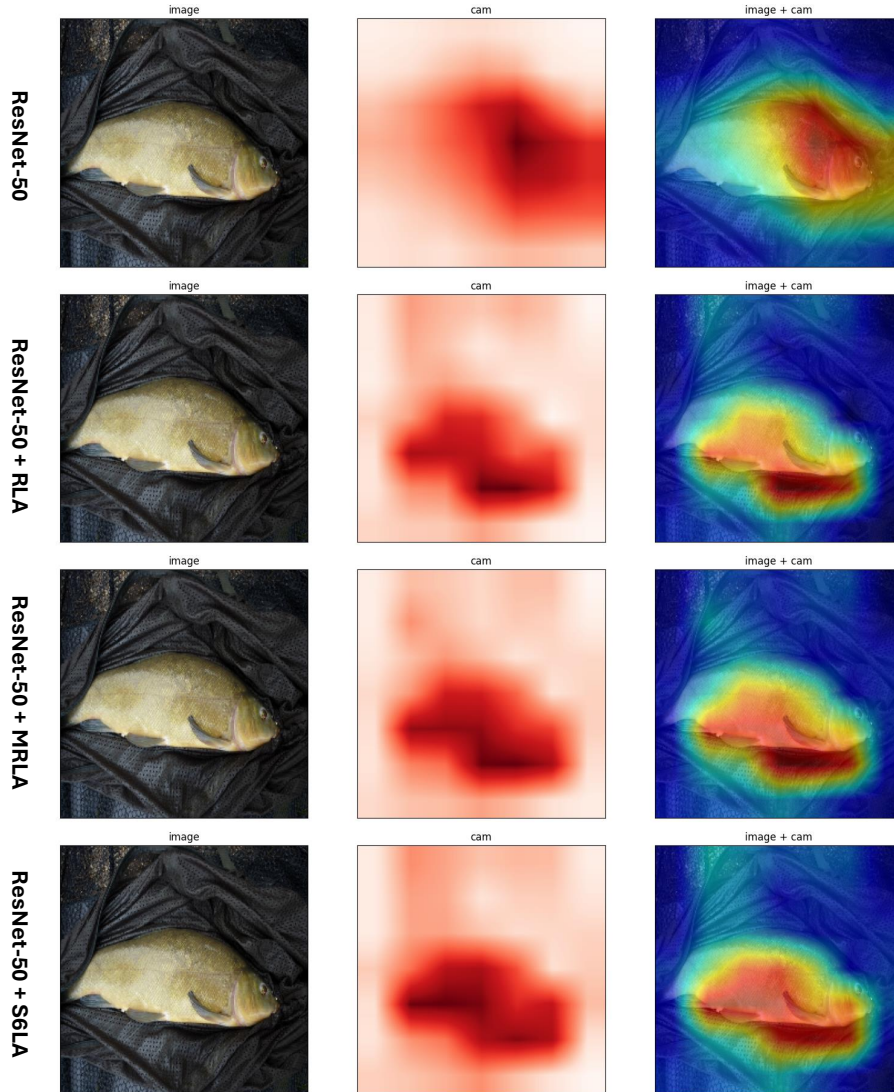 image cam image + cam
ResNet-50
image cam image + cam
ResNet-50 + RLA
image cam image + cam
ResNet-50 + MRLA
image cam image + cam
ResNet-50 + S6LA